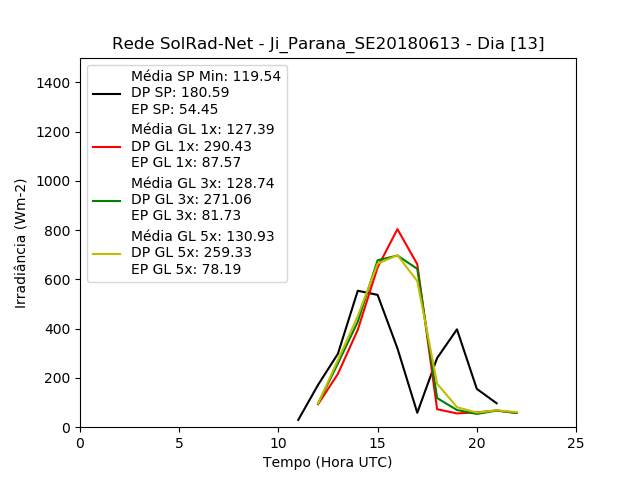 Rede SolRad-Net - Ji_Parana_SE20180613 - Dia [13]
Média SP Min: 119.54
DP SP: 180.59
EP SP: 54.45
Média GL 1x: 127.39
DP GL 1x: 290.43
EP GL 1x: 87.57
Média GL 3x: 128.74
DP GL 3x: 271.06
EP GL 3x: 81.73
Média GL 5x: 130.93
DP GL 5x: 259.33
EP GL 5x: 78.19
Irradiância (Wm-2)
1400
1200
1000
800
600
400
200
0
0 5 10 15 20 25
Tempo (Hora UTC)